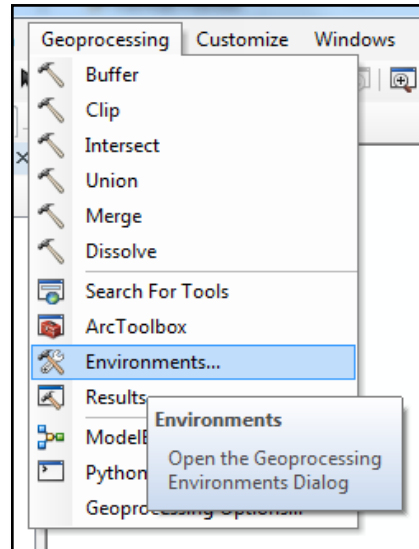 Geoprocessing Customize Windows
Buffer
Clip
Intersect
Union
Merge
Dissolve
Search For Tools
ArcToolbox
Environments...
Results
Environments
Open the Geoprocessing
Environments Dialog
Python